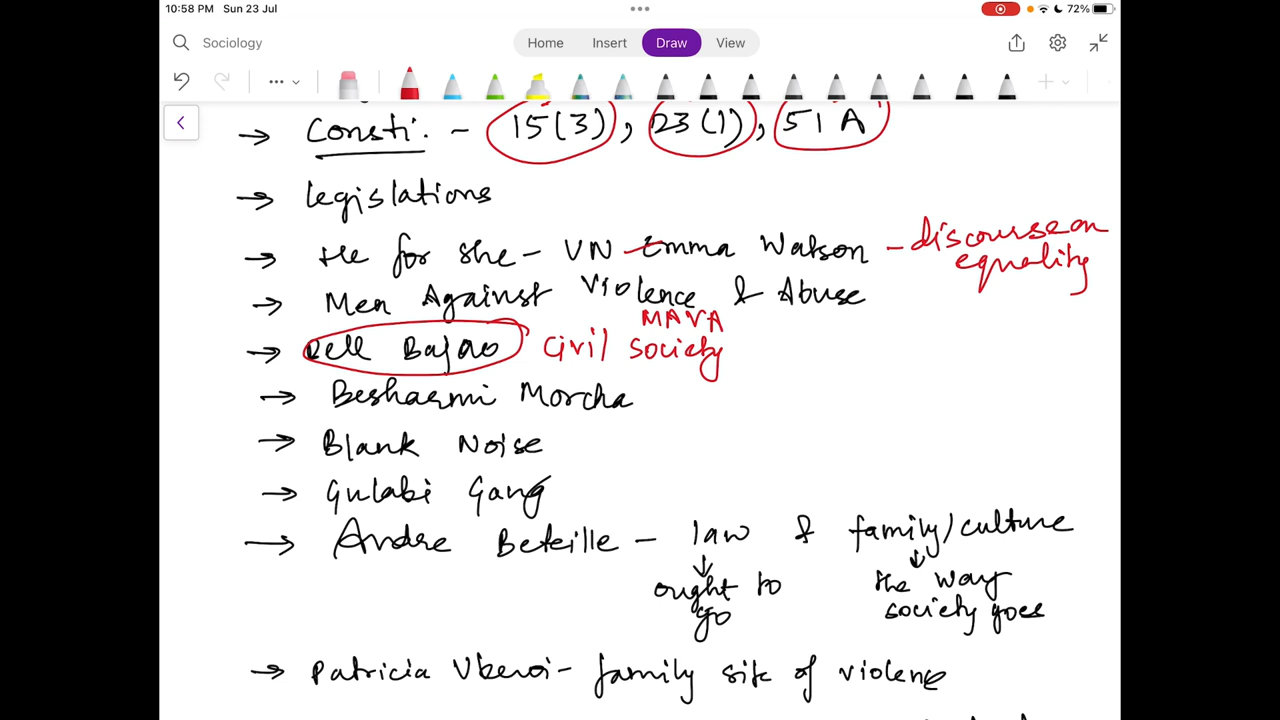 10:58 PM Sun 23 Jul
72%
Sociology
Home Insert Draw View
→ Consti. - 15(3), 23(1), 51 A
→ legislations
→ He for she - UN Emma Watson - discourse on equality
→ Men Against Violence & Abuse
MAVA
→ Bell Bajao Civil society
→ Besharmi Morcha
→ Blank Noise
→ Gulabi Gang
→ Andre Beteille - law & family/culture
↓ ↓
ought to go the way society goes
→ Patricia Uberoi - family site of violence